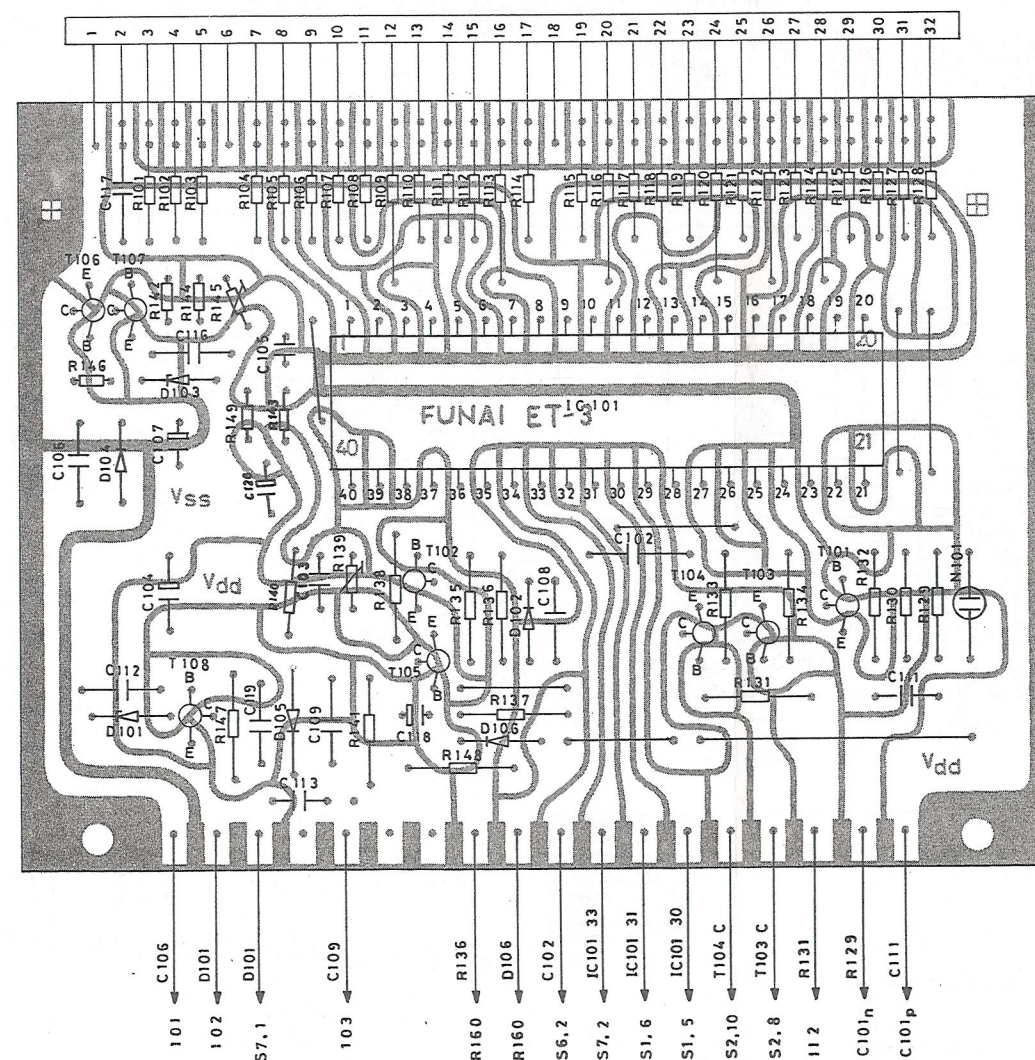 1 2 3 4 5 6 7 8 9 10 11 12 13 14 15 16 17 18 19 20 21 22 23 24 25 26 27 28 29 30 31 32
C117 R101 R102 R103 R104 R105 R106 R107 R108 R109 R110 R111 R112 R113 R114 R115 R116 R117 R118 R119 R120 R121 R122 R123 R124 R125 R126 R127 R128
T106 T107
E B
R142 R144 R145
C C
B E
C116
1 2 3 4 5 6 7 8 9 10 11 12 13 14 15 16 17 18 19 20
C105
1 20
R146
D103
R149 R143
FUNAI ET-3
IC101
C106 D104 C107
40 21
Vss
C120
40 39 38 37 36 35 34 33 32 31 30 29 28 27 26 25 24 23 22 21
C102
R139
B T102
C
E
T101
B
C
E
R132
N101
Vdd
C104 R140 C103 R138 R135 R136 D102 C108
T104
E
C
B
R133
T103
E
C
B
R134
R130 R129
E
C
T105
B
C112
T108
B
C
E
R131
C111
D101
R147 C119 D105 C109 R141
C118
R137
D106
R148
Vdd
C113
C106 D101 D101 C109 R136 D106 C102 IC101 33 IC101 31 IC101 30 T104 C T103 C R131 R129 C111
101 102 S7,1 103 R160 R160 S6,2 S7,2 S1,6 S1,5 S2,10 S2,8 112 C101n C101p